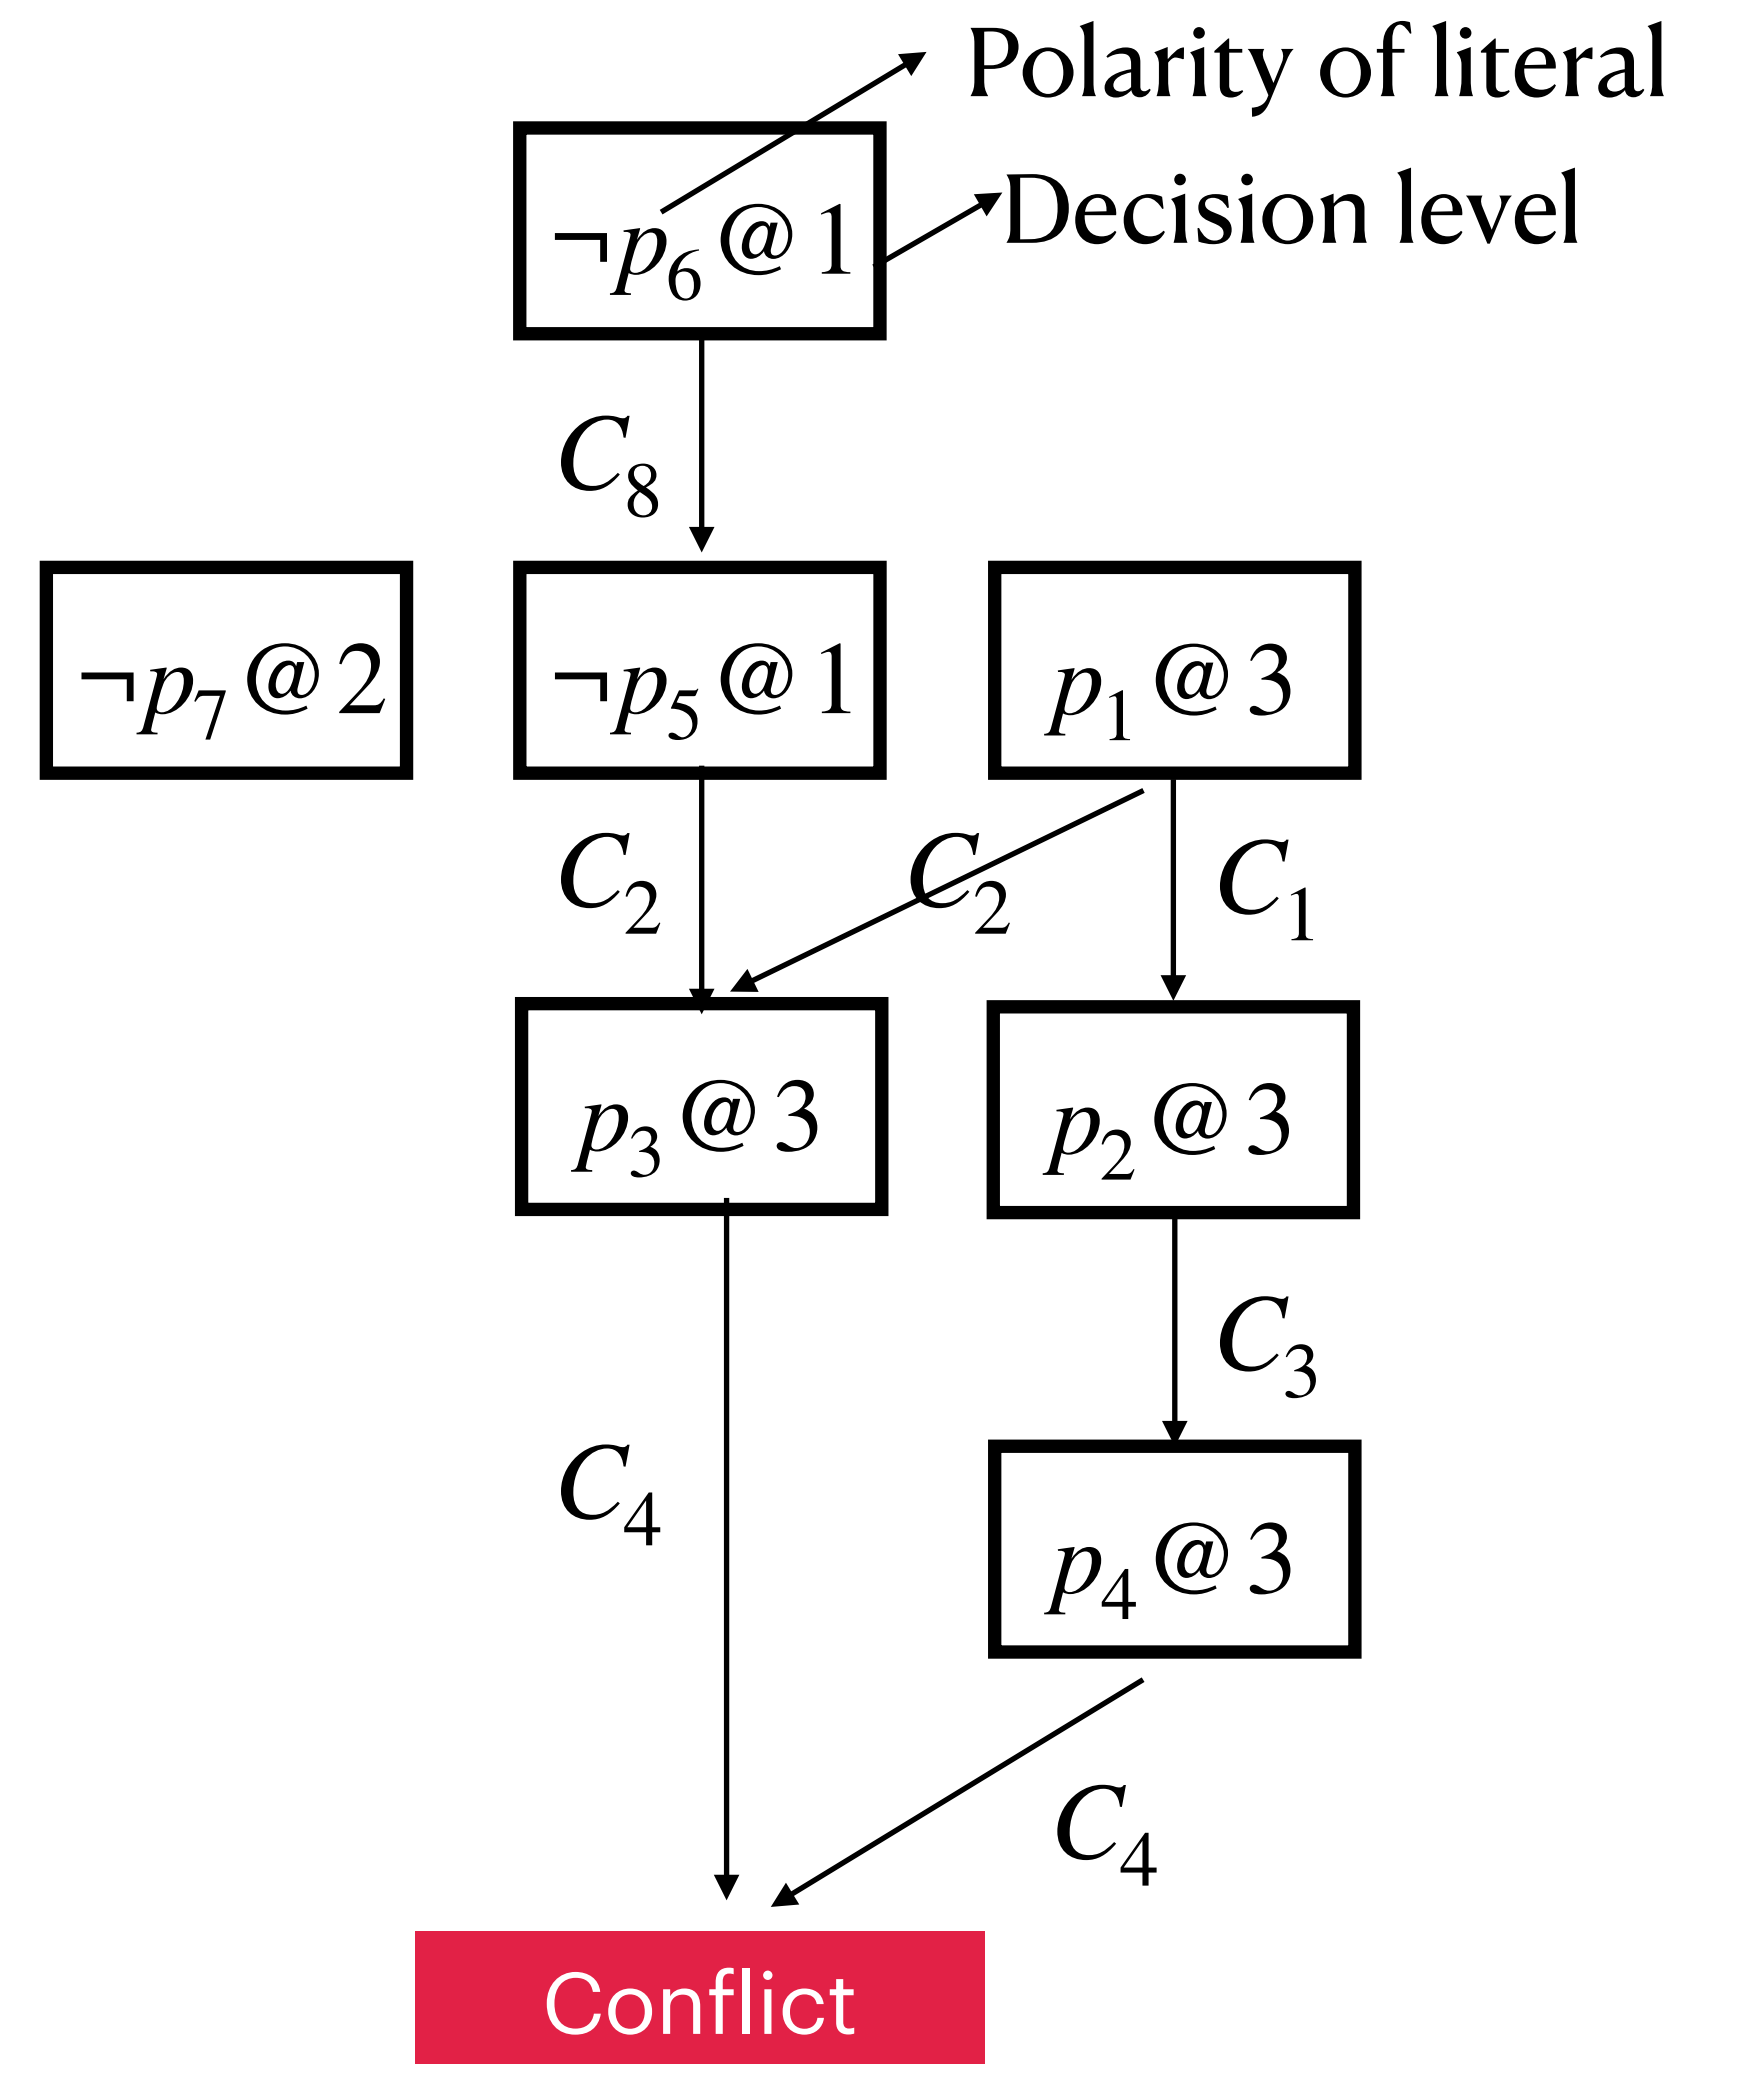 Polarity of literal
¬p₆@1
Decision level
C₈
¬p₇@2
¬p₅@1
p₁@3
C₂
C₂
C₁
p₃@3
p₂@3
C₃
C₄
p₄@3
C₄
Conflict